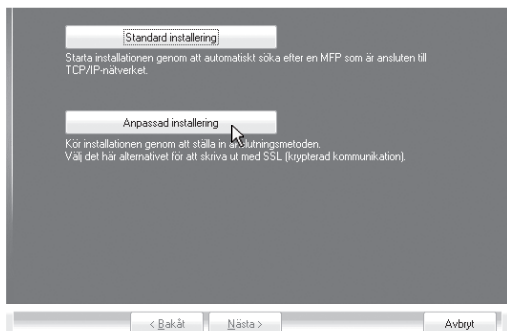 Standard installering
Starta installationen genom att automatiskt söka efter en MFP som är ansluten till
TCP/IP-nätverket.
Anpassad installering
Kör installationen genom att ställa in anslutningsmetoden.
Välj det här alternativet för att skriva ut med SSL (krypterad kommunikation).
< Bakåt Nästa > Avbryt